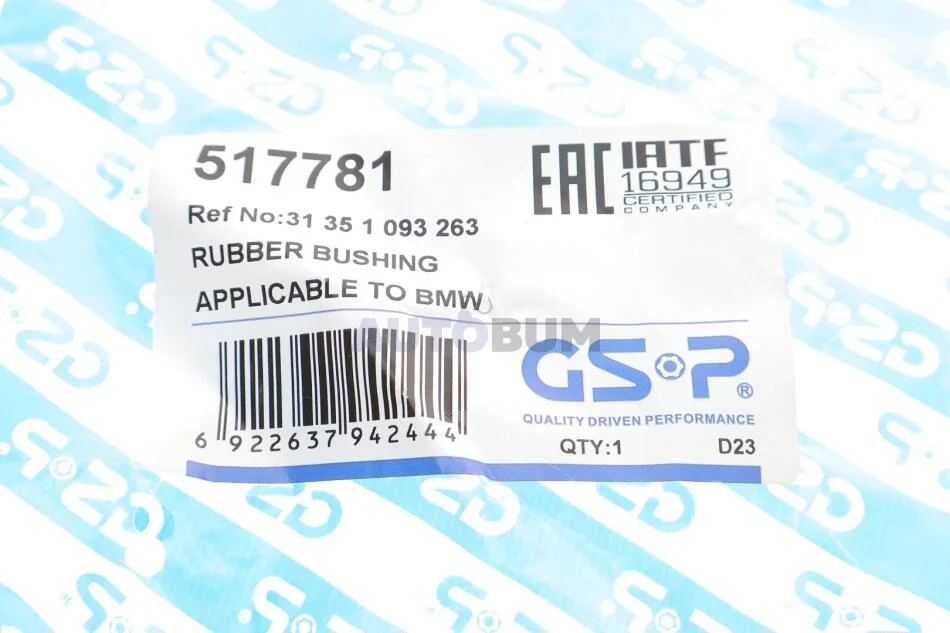 517781
EAC
IATF
16949
CERTIFIED
COMPANY
Ref No:31 35 1 093 263
RUBBER BUSHING
APPLICABLE TO BMW
AUTOBUM
GSP®
QUALITY DRIVEN PERFORMANCE
6 922637 942444
QTY:1 D23